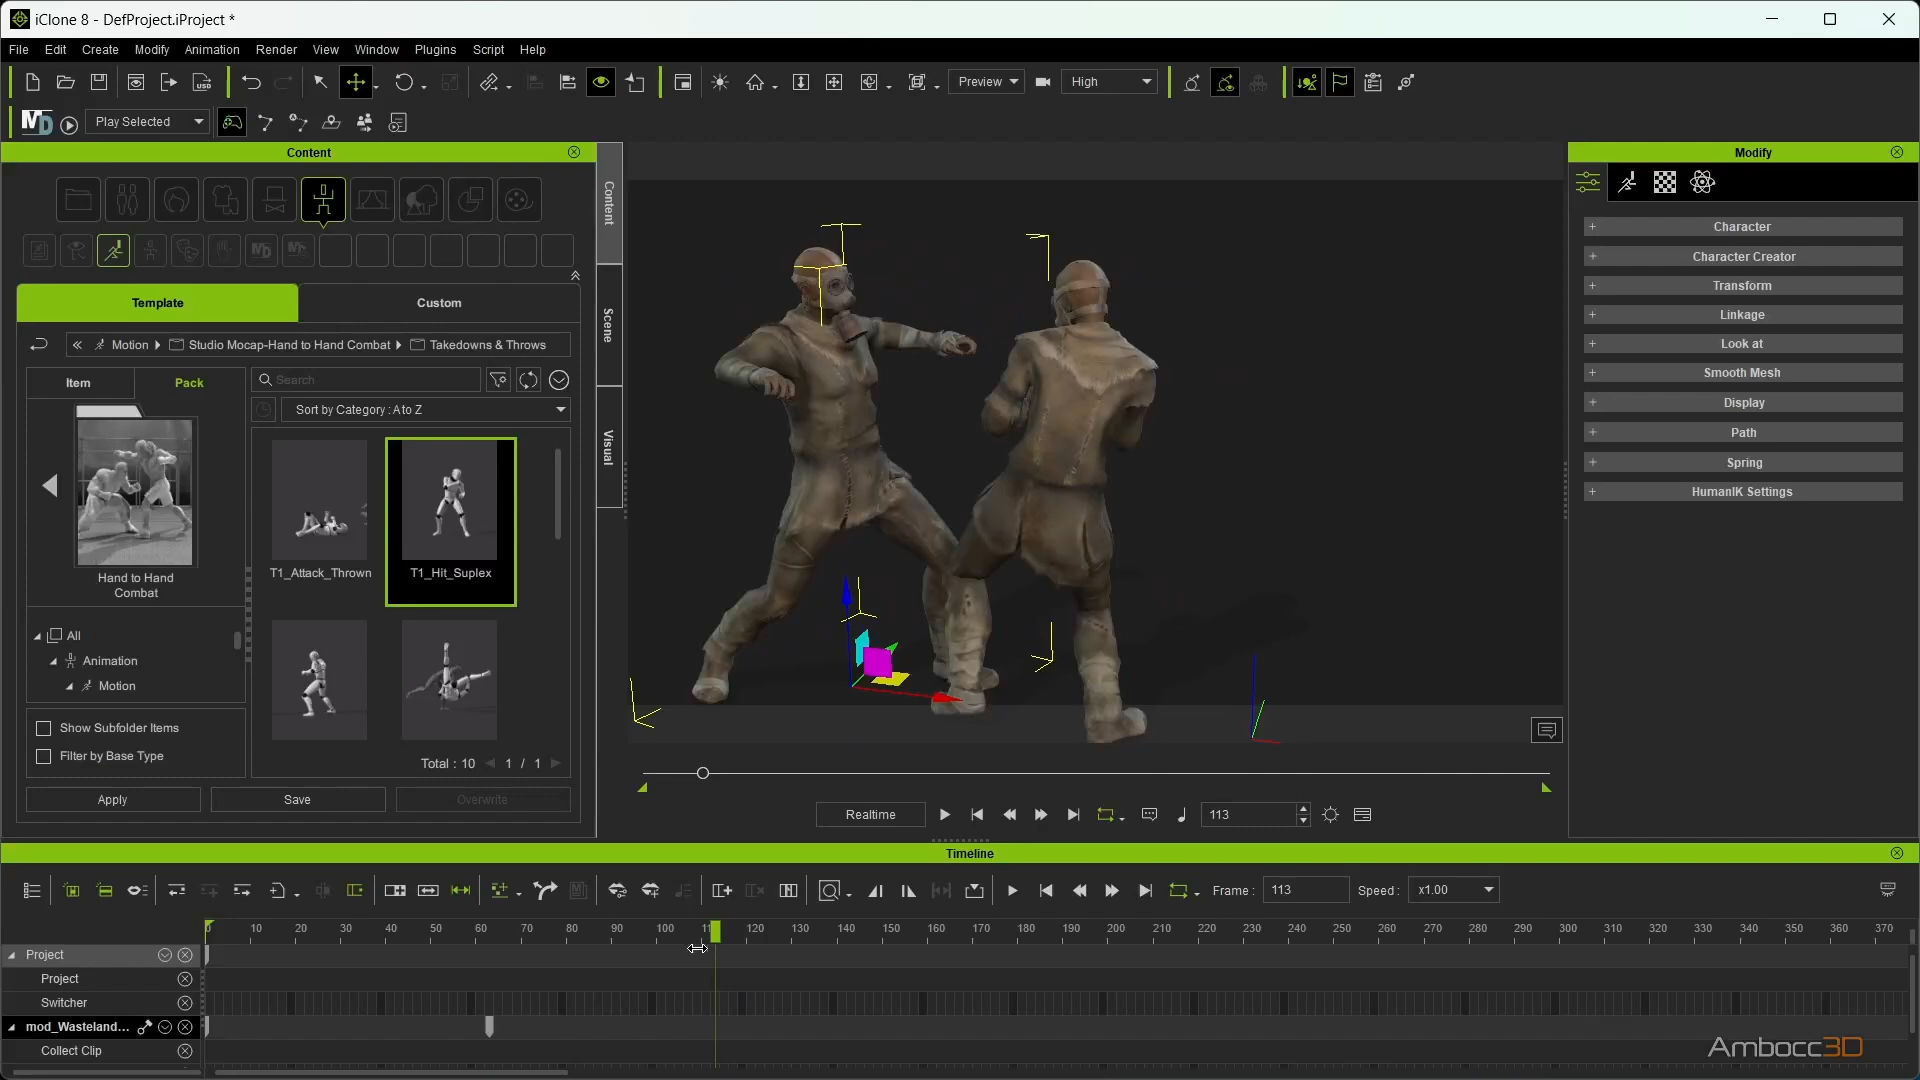 iClone 8 - DefProject.iProject *
File Edit Create Modify Animation Render View Window Plugins Script Help
Preview High
MD Play Selected
Content
Modify
Content
Scene
Visual
Template Custom
Motion Studio Mocap-Hand to Hand Combat Takedowns & Throws
Item Pack
Search
Sort by Category : A to Z
Hand to Hand
Combat
T1_Attack_Thrown T1_Hit_Suplex
All
Animation
Motion
Show Subfolder Items
Filter by Base Type
Total : 10 1 / 1
Apply Save Overwrite
Character
Character Creator
Transform
Linkage
Look at
Smooth Mesh
Display
Path
Spring
HumanIK Settings
Realtime 113
Timeline
Frame : 113 Speed : x1.00
0 10 20 30 40 50 60 70 80 90 100 120 130 140 150 160 170 180 190 200 210 220 230 240 250 260 270 280 290 300 310 320 330 340 350 360 370
Project
Project
Switcher
mod_Wasteland...
Collect Clip
Ambocc3D